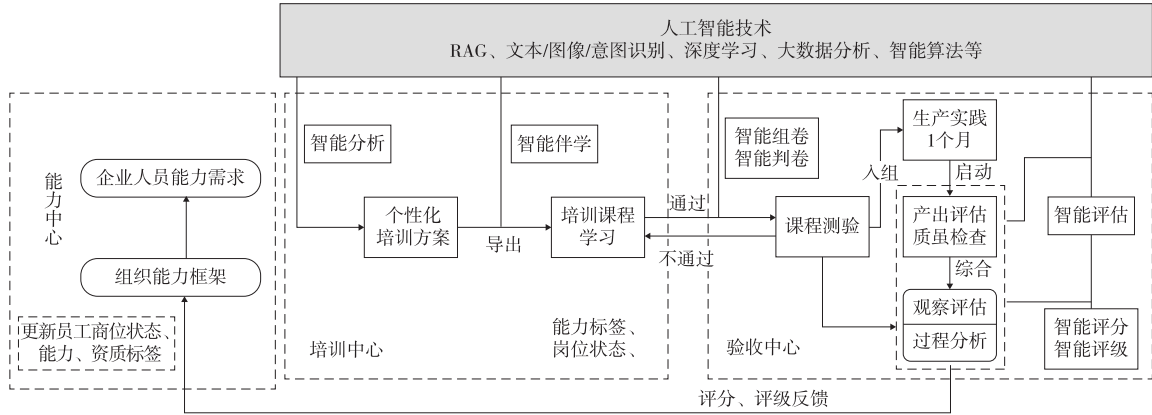 人工智能技术
RAG、文本/图像/意图识别、深度学习、大数据分析、智能算法等
能力中心
企业人员能力需求
组织能力框架
更新员工商位状态、
能力、资质标签
智能分析
智能伴学
个性化
培训方案
导出
培训课程
学习
培训中心
能力标签、
岗位状态、
通过
不通过
智能组卷
智能判卷
课程测验
入组
生产实践
1个月
启动
产出评估
质量检查
综合
观察评估
过程分析
智能评估
智能评分
智能评级
验收中心
评分、评级反馈